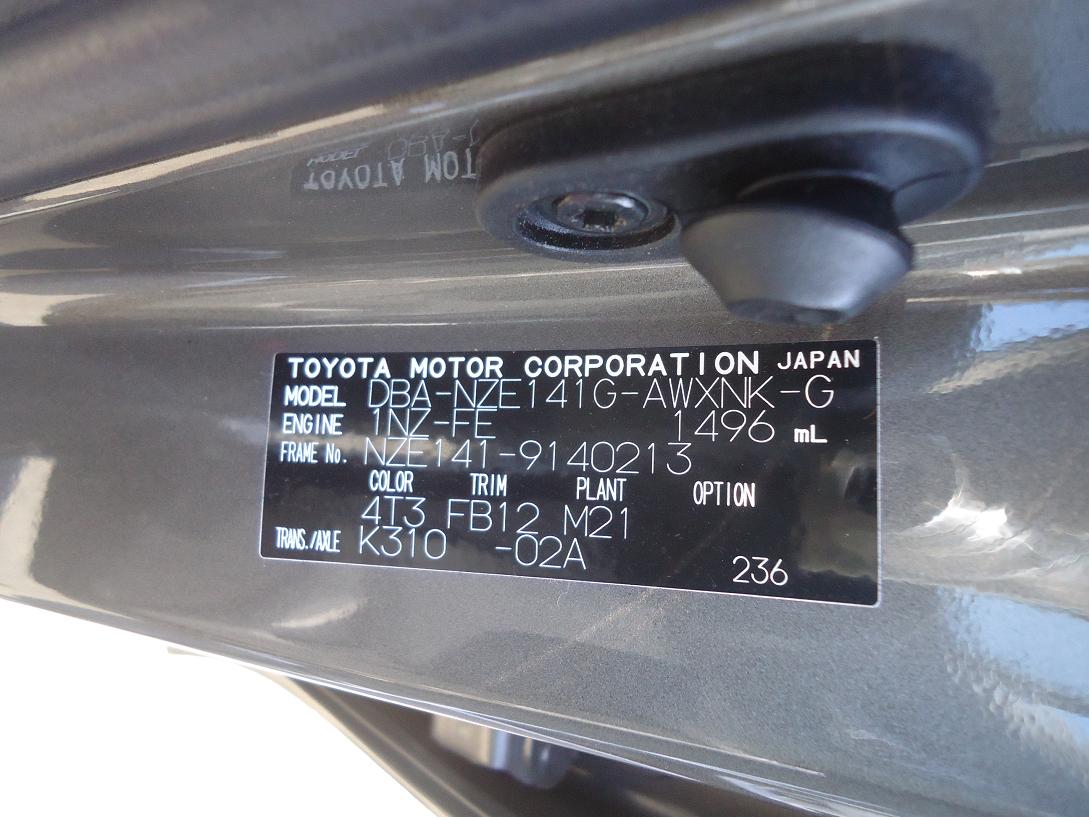 TOYOTA MOTOR CORPORATION JAPAN
MODEL DBA-NZE141G-AWXNK-G
ENGINE 1NZ-FE 1496 mL
FRAME No. NZE141-9140213
COLOR TRIM PLANT OPTION
4T3 FB12 M21
TRANS./AXLE K310 -02A
236